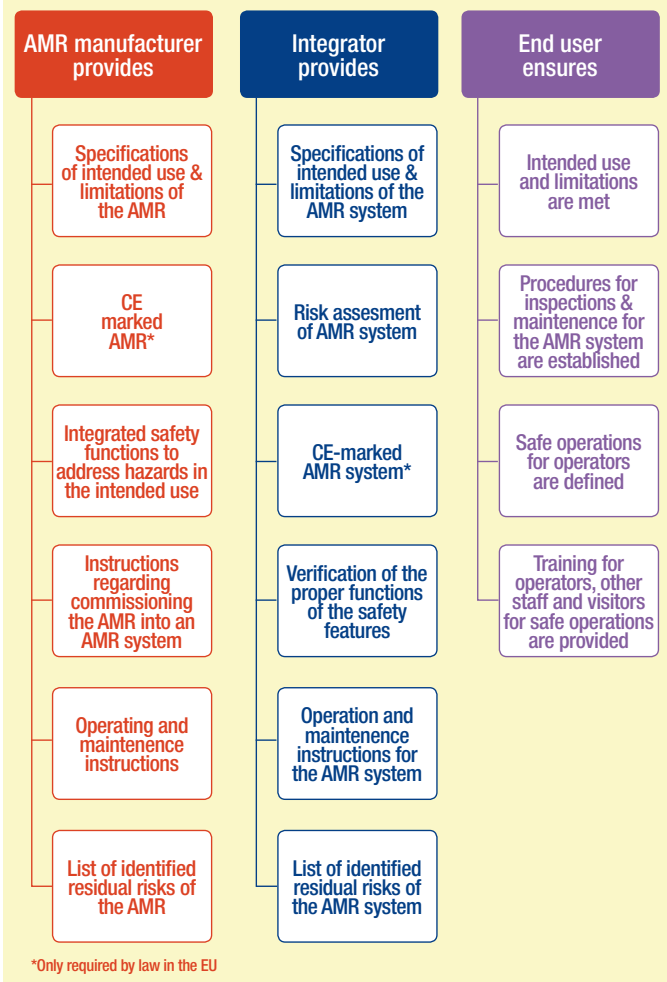 AMR manufacturer
provides
Specifications
of intended use &
limitations of
the AMR
CE
marked
AMR*
Integrated safety
functions to
address hazards in
the intended use
Instructions
regarding
commissioning
the AMR into an
AMR system
Operating and
maintenence
instructions
List of identified
residual risks of
the AMR
Integrator
provides
Specifications of
intended use &
limitations of the
AMR system
Risk assesment
of AMR system
CE-marked
AMR system*
Verification of the
proper functions
of the safety
features
Operation and
maintenence
instructions for
the AMR system
List of identified
residual risks of
the AMR system
End user
ensures
Intended use
and limitations
are met
Procedures for
inspections &
maintenence for
the AMR system
are established
Safe operations
for operators
are defined
Training for
operators, other
staff and visitors
for safe operations
are provided
*Only required by law in the EU